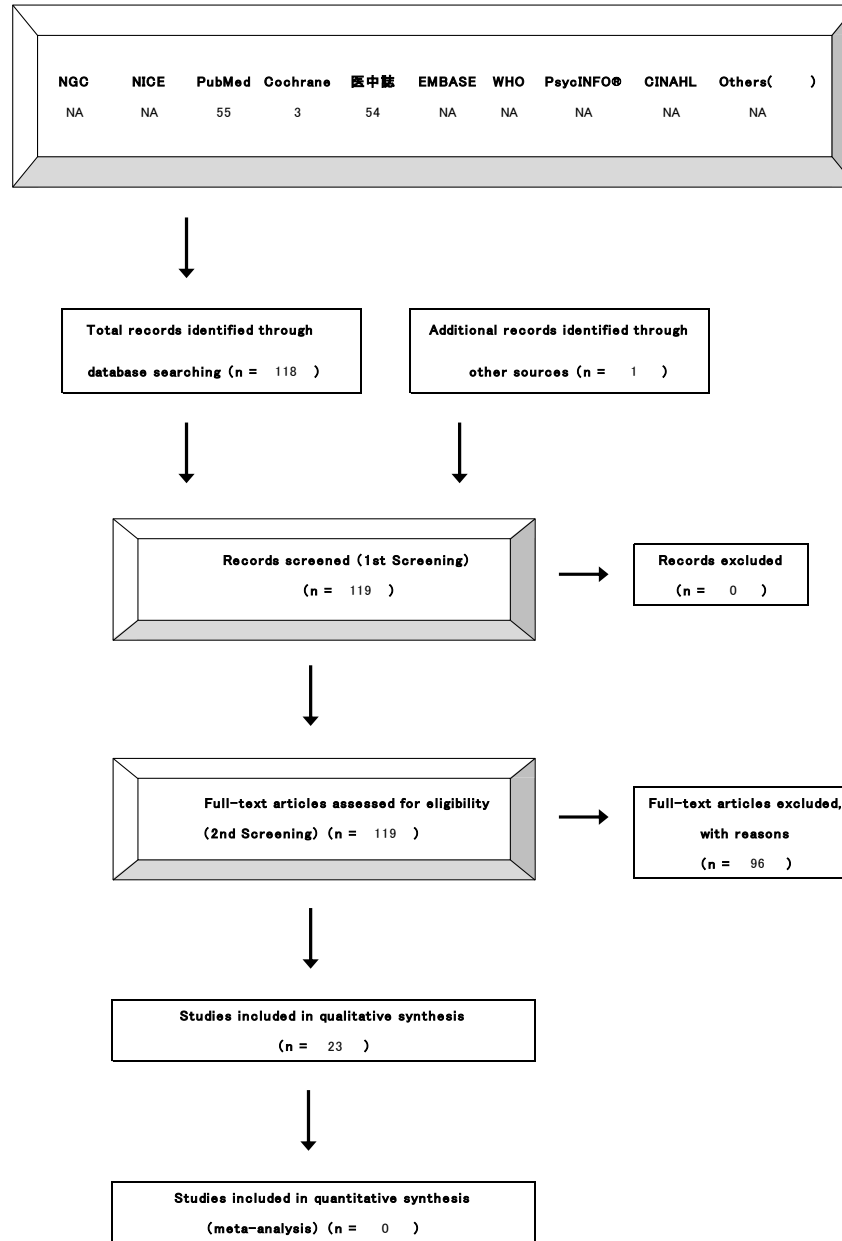 NGC NICE PubMed Cochrane 医中誌 EMBASE WHO PsycINFO® CINAHL Others( )
NA NA 55 3 54 NA NA NA NA NA
Total records identified through
database searching (n = 118 )
Additional records identified through
other sources (n = 1 )
Records screened (1st Screening)
(n = 119 )
Records excluded
(n = 0 )
Full-text articles assessed for eligibility
(2nd Screening) (n = 119 )
Full-text articles excluded,
with reasons
(n = 96 )
Studies included in qualitative synthesis
(n = 23 )
Studies included in quantitative synthesis
(meta-analysis) (n = 0 )